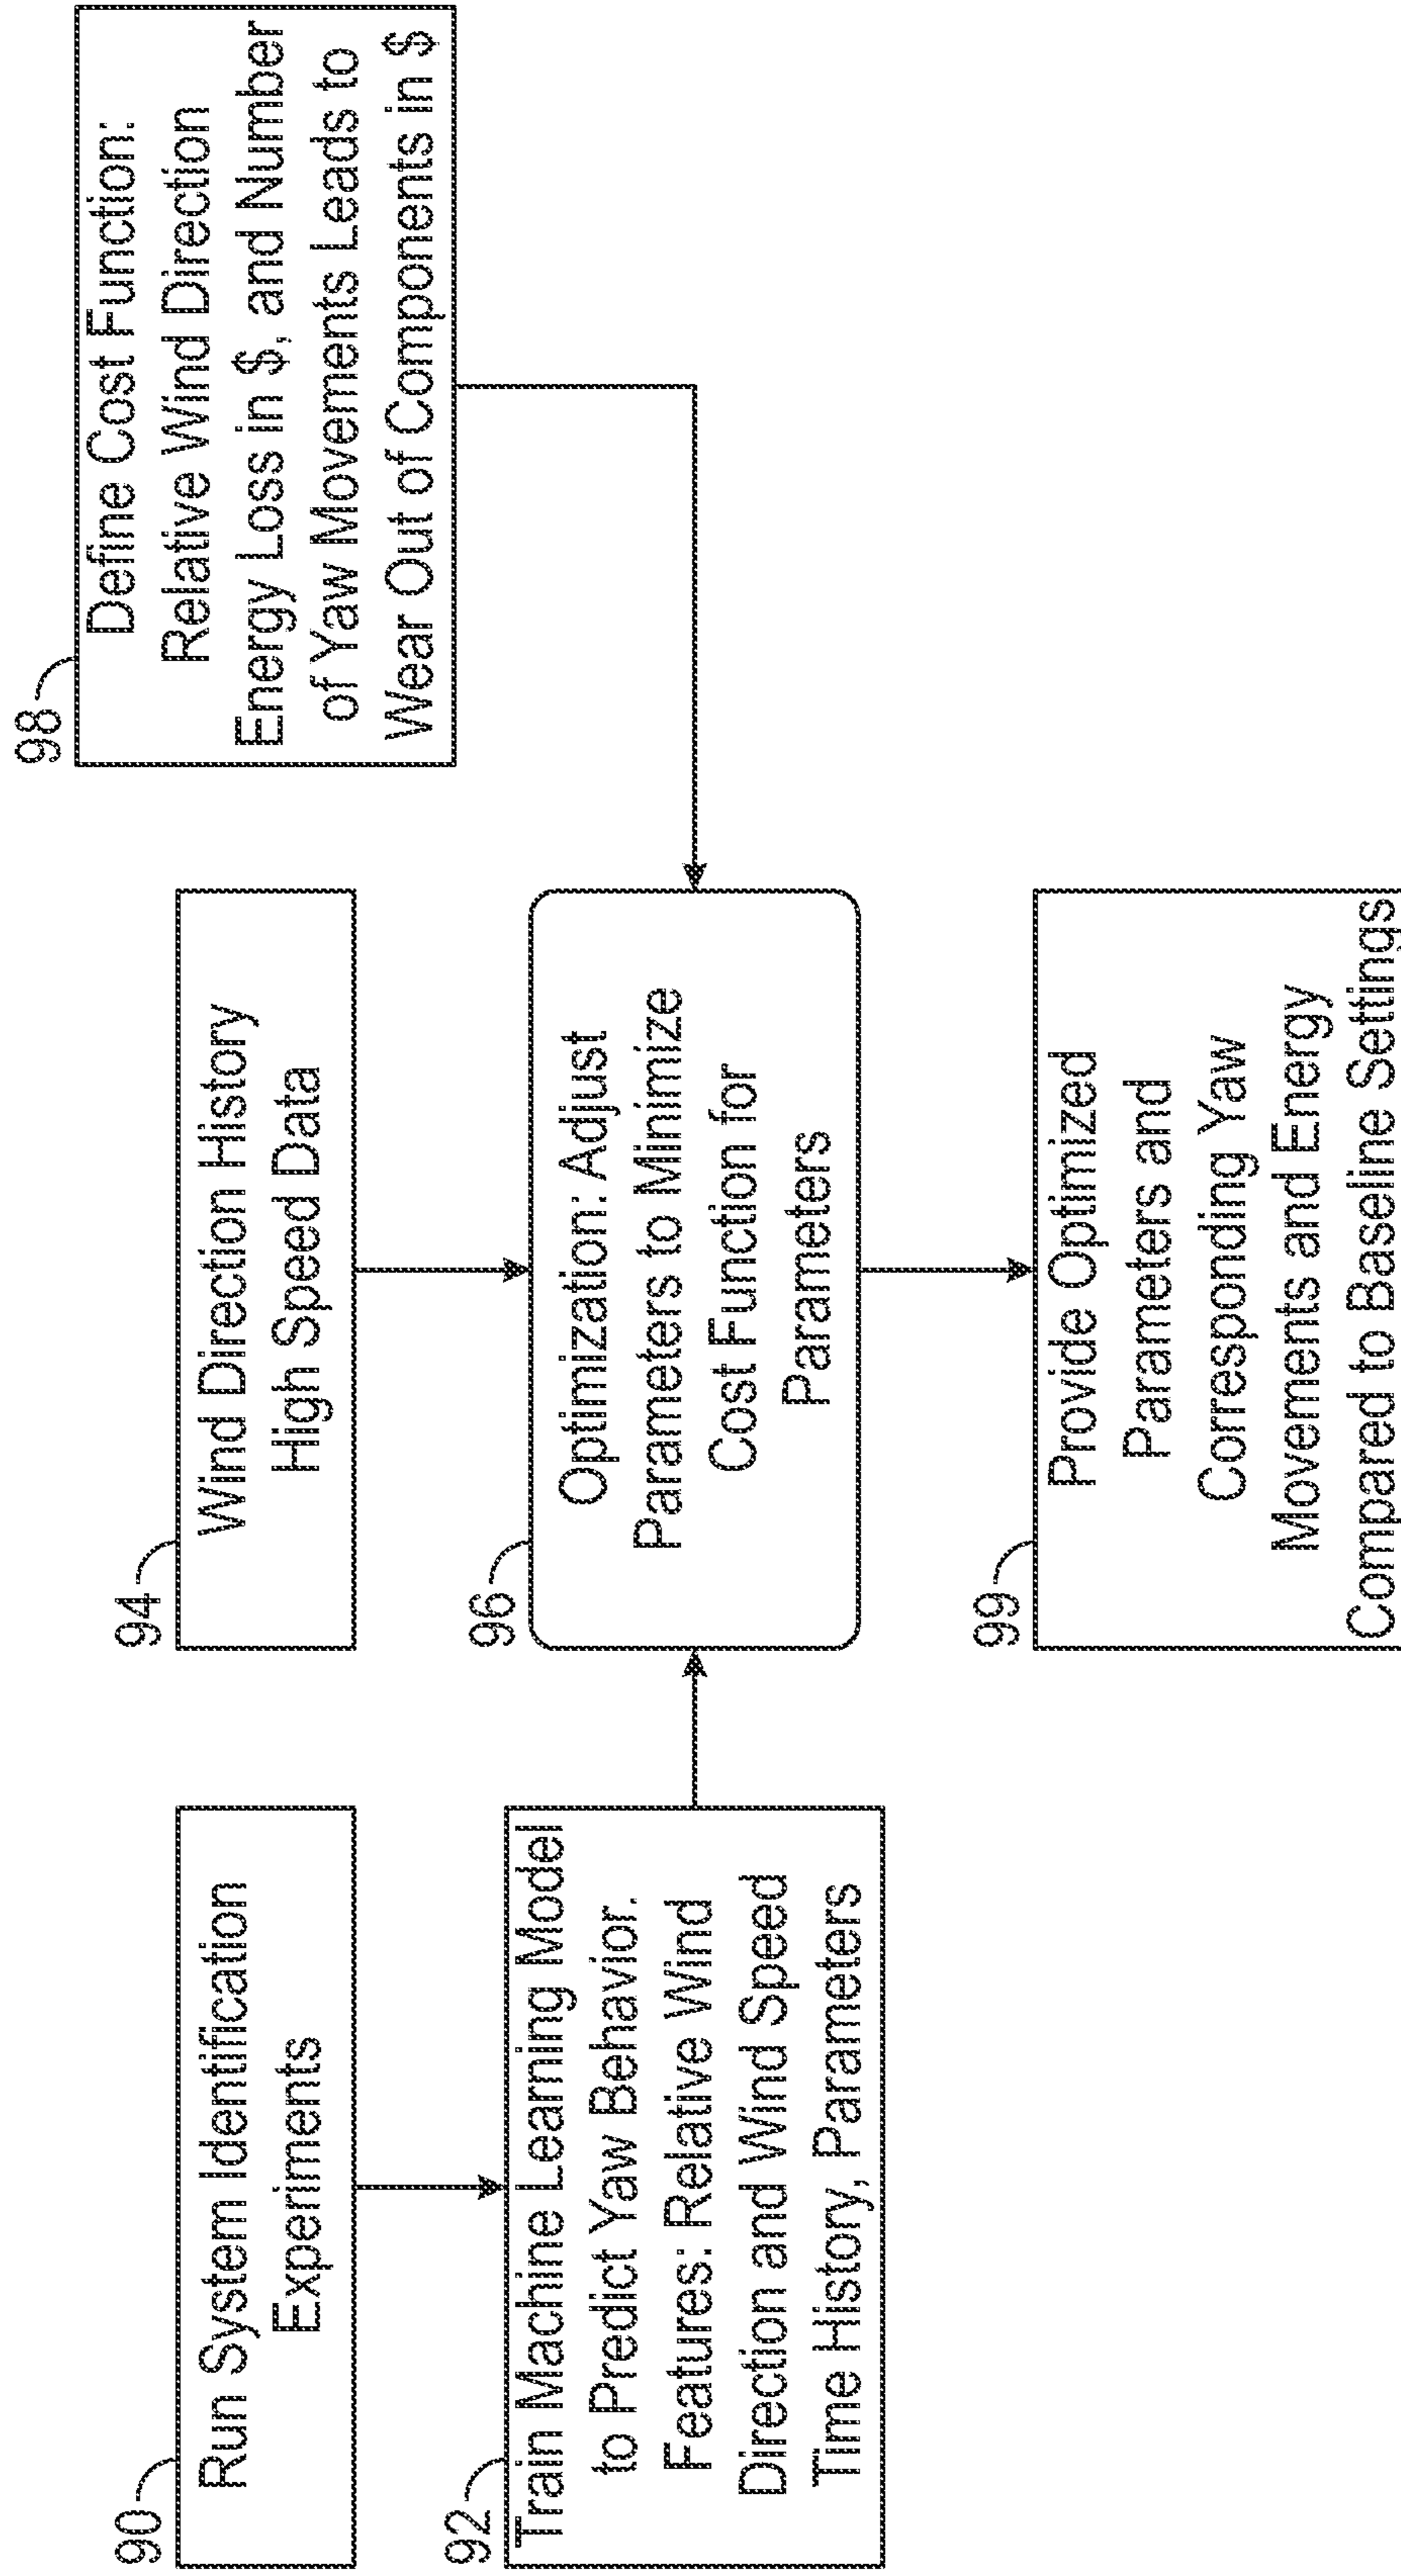 90
Run System Identification
Experiments
92
Train Machine Learning Model
to Predict Yaw Behavior.
Features: Relative Wind
Direction and Wind Speed
Time History, Parameters
94
Wind Direction History
High Speed Data
96
Optimization: Adjust
Parameters to Minimize
Cost Function for
Parameters
98
Define Cost Function:
Relative Wind Direction
Energy Loss in $, and Number
of Yaw Movements Leads to
Wear Out of Components in $
99
Provide Optimized
Parameters and
Corresponding Yaw
Movements and Energy
Compared to Baseline Settings